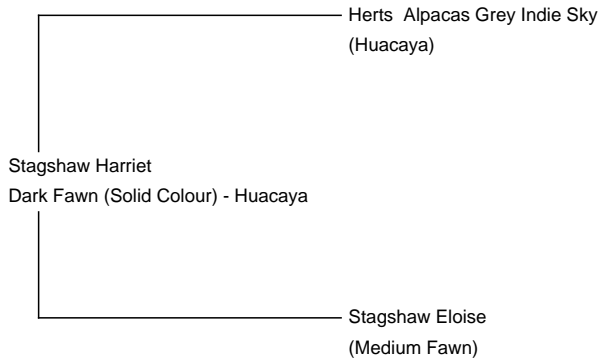 Herts  Alpacas Grey Indie Sky
(Huacaya)
Stagshaw Harriet
Dark Fawn (Solid Colour) - Huacaya
Stagshaw Eloise
(Medium Fawn)